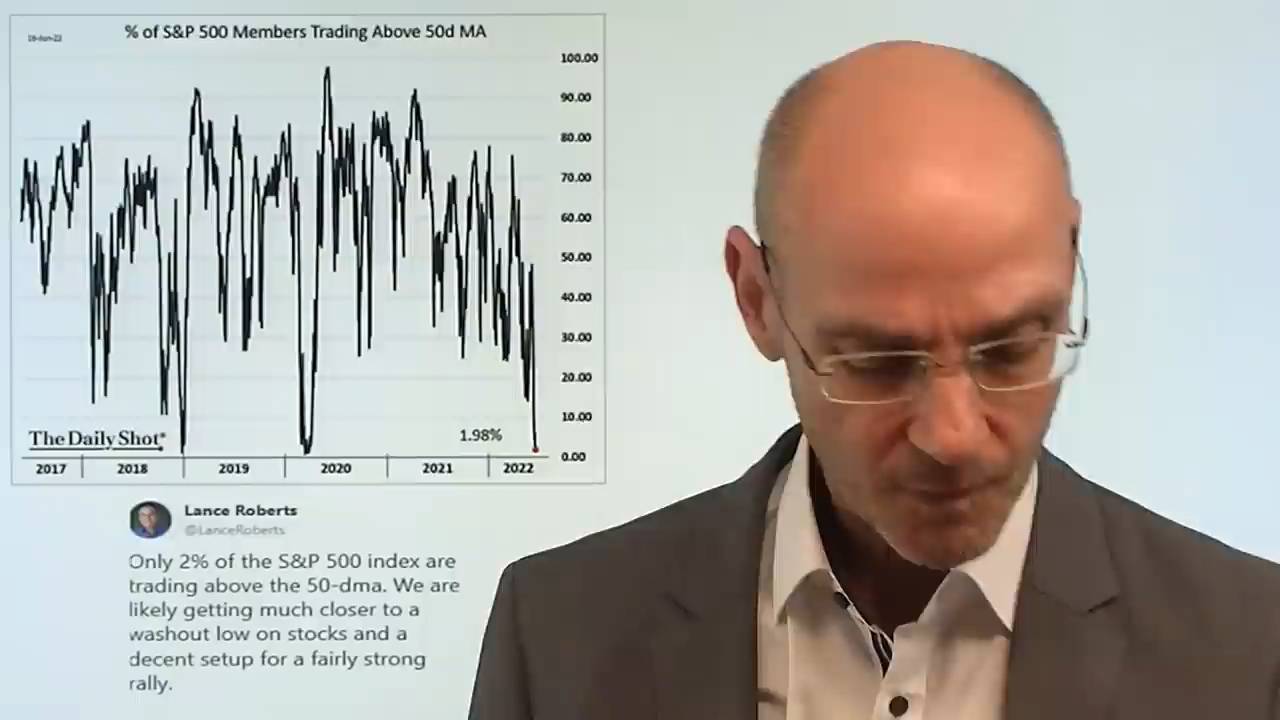 % of S&P 500 Members Trading Above 50d MA
100.00
90.00
80.00
70.00
60.00
50.00
40.00
30.00
20.00
10.00
0.00
1.98%
The Daily Shot®
2017 2018 2019 2020 2021 2022
Lance Roberts
@LanceRoberts
Only 2% of the S&P 500 index are
trading above the 50-dma. We are
likely getting much closer to a
washout low on stocks and a
decent setup for a fairly strong
rally.